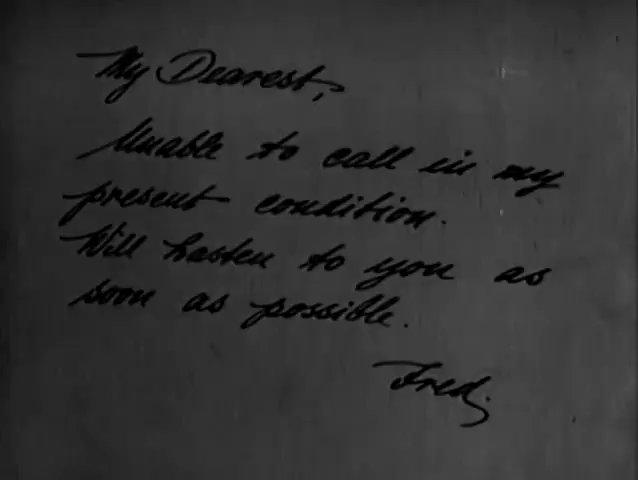 My Dearest,
Unable to call in my
present condition.
Will hasten to you as
soon as possible.
Fred.